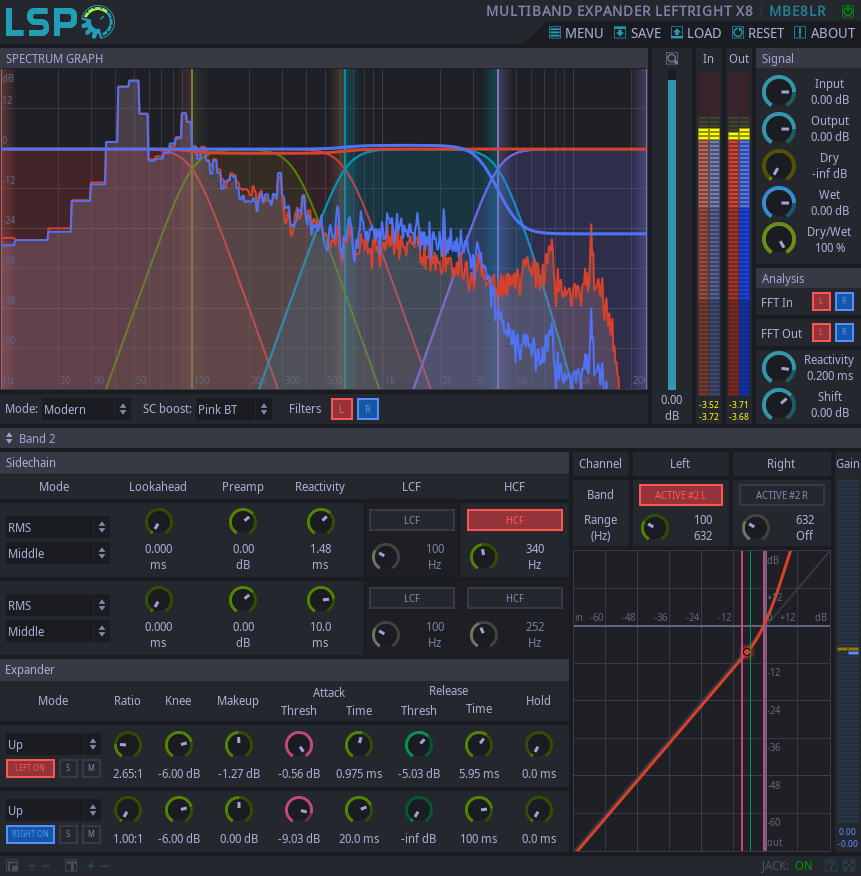 LSP
MULTIBAND EXPANDER LEFTRIGHT X8 MBE8LR
MENU SAVE LOAD RESET ABOUT
SPECTRUM GRAPH
In Out
Signal
dB
12
0
-12
-24
-36
-48
-60
Hz 20 30 50 100 200 300 500 1k 2k 3k 5k 10k 20k
0.00
dB
-3.52 -3.71
-3.72 -3.68
Input
0.00 dB
Output
0.00 dB
Dry
-inf dB
Wet
0.00 dB
Dry/Wet
100 %
Analysis
FFT In L R
FFT Out L R
Reactivity
0.200 ms
Shift
0.00 dB
Mode: Modern SC boost: Pink BT Filters L R
Band 2
Sidechain
Mode Lookahead Preamp Reactivity LCF HCF
RMS
Middle
0.000
ms
0.00
dB
1.48
ms
LCF
100
Hz
HCF
340
Hz
RMS
Middle
0.000
ms
0.00
dB
10.0
ms
LCF
100
Hz
HCF
252
Hz
Expander
Mode Ratio Knee Makeup Attack Release Hold
Thresh Time Thresh Time
Up
LEFT ON S M 2.65:1 -6.00 dB -1.27 dB -0.56 dB 0.975 ms -5.03 dB 5.95 ms 0.0 ms
Up
RIGHT ON S M 1.00:1 -6.00 dB 0.00 dB -9.03 dB 20.0 ms -inf dB 100 ms 0.0 ms
Channel Left Right Gain
Band ACTIVE #2 L ACTIVE #2 R
Range
(Hz)
100
632
632
Off
dB
+12
in -60 -48 -36 -24 -12 0 +12 dB
-12
-24
-36
-48
-60
out
0.00
-0.00
JACK: ON ?